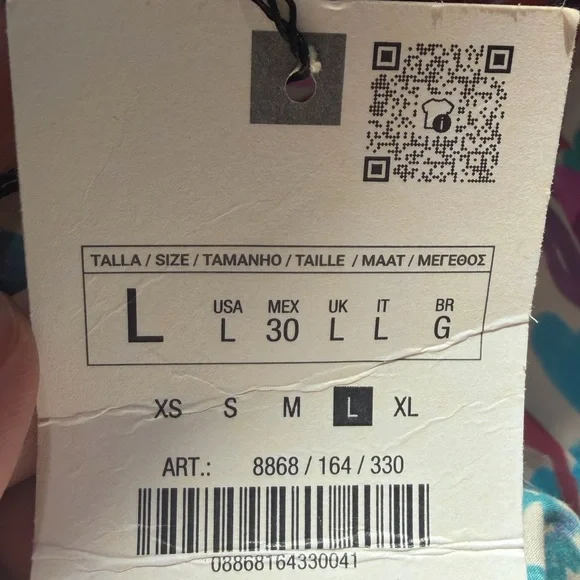 TALLA / SIZE / TAMANHO / TAILLE / MAAT / ΜΕΓΕΘΟΣ
L USA MEX UK IT BR
L 30 L L G
XS S M L XL
ART.: 8868 / 164 / 330
08868164330041